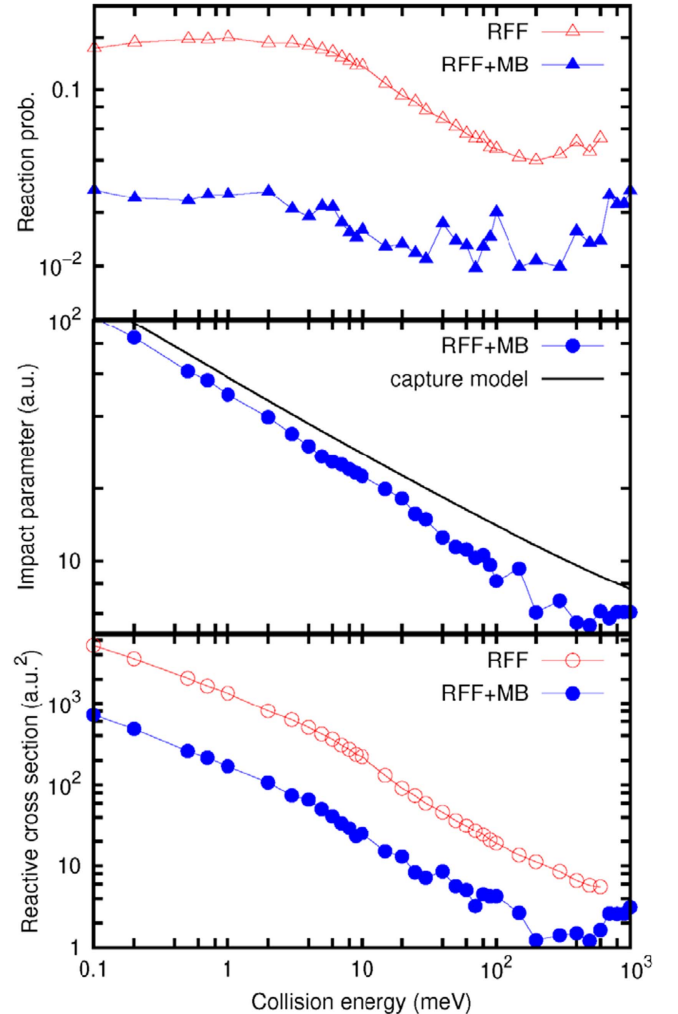 RFF
RFF+MB
0.1
10⁻²
Reaction prob.
10²
RFF+MB
capture model
10
Impact parameter (a.u.)
RFF
RFF+MB
10³
10²
10
1
Reactive cross section (a.u.²)
0.1 1 10 10² 10³
Collision energy (meV)